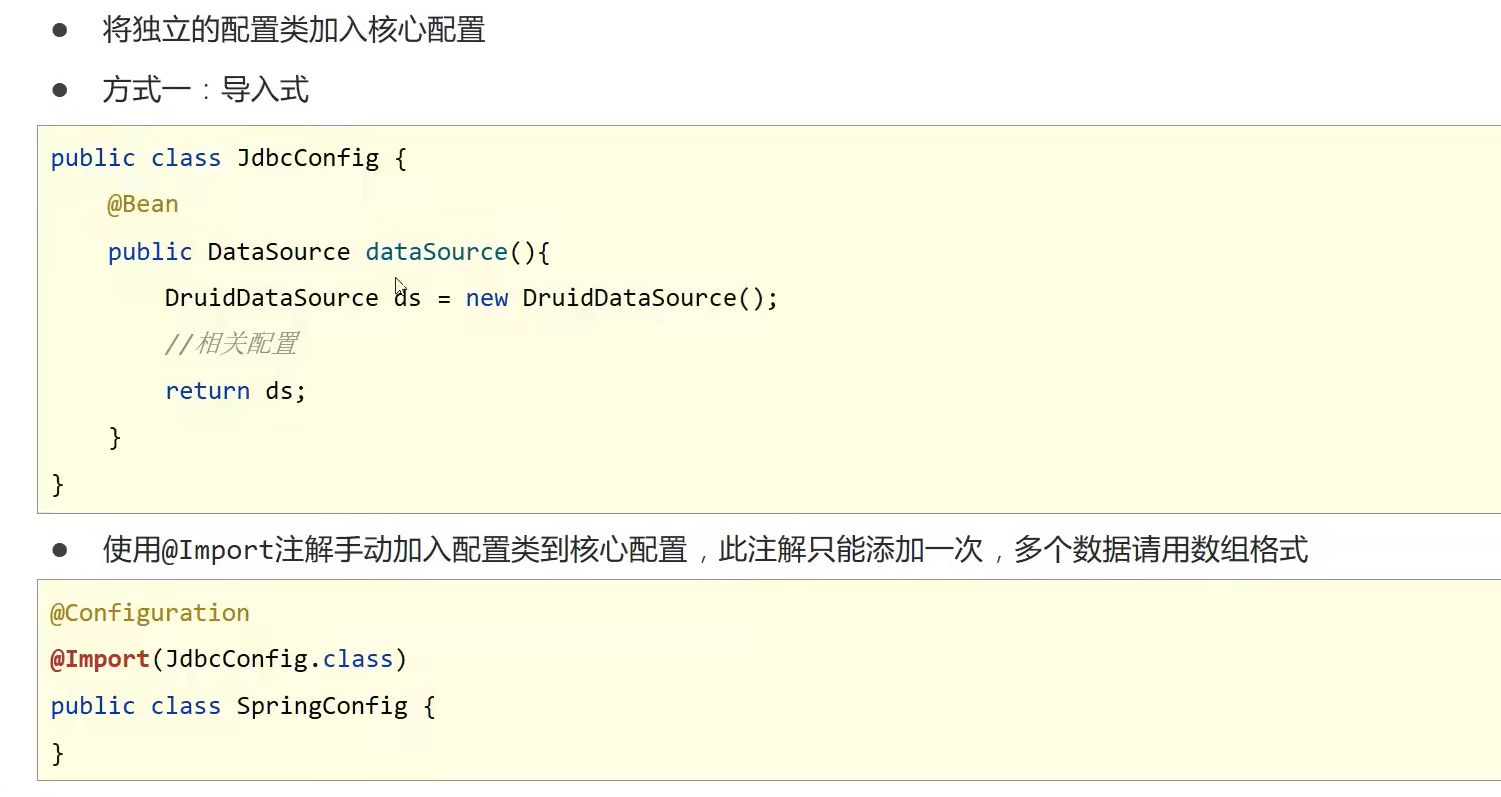 ● 将独立的配置类加入核心配置
● 方式一：导入式
public class JdbcConfig {
    @Bean
    public DataSource dataSource(){
        DruidDataSource ds = new DruidDataSource();
        //相关配置
        return ds;
    }
}
● 使用@Import注解手动加入配置类到核心配置，此注解只能添加一次，多个数据请用数组格式
@Configuration
@Import(JdbcConfig.class)
public class SpringConfig {
}